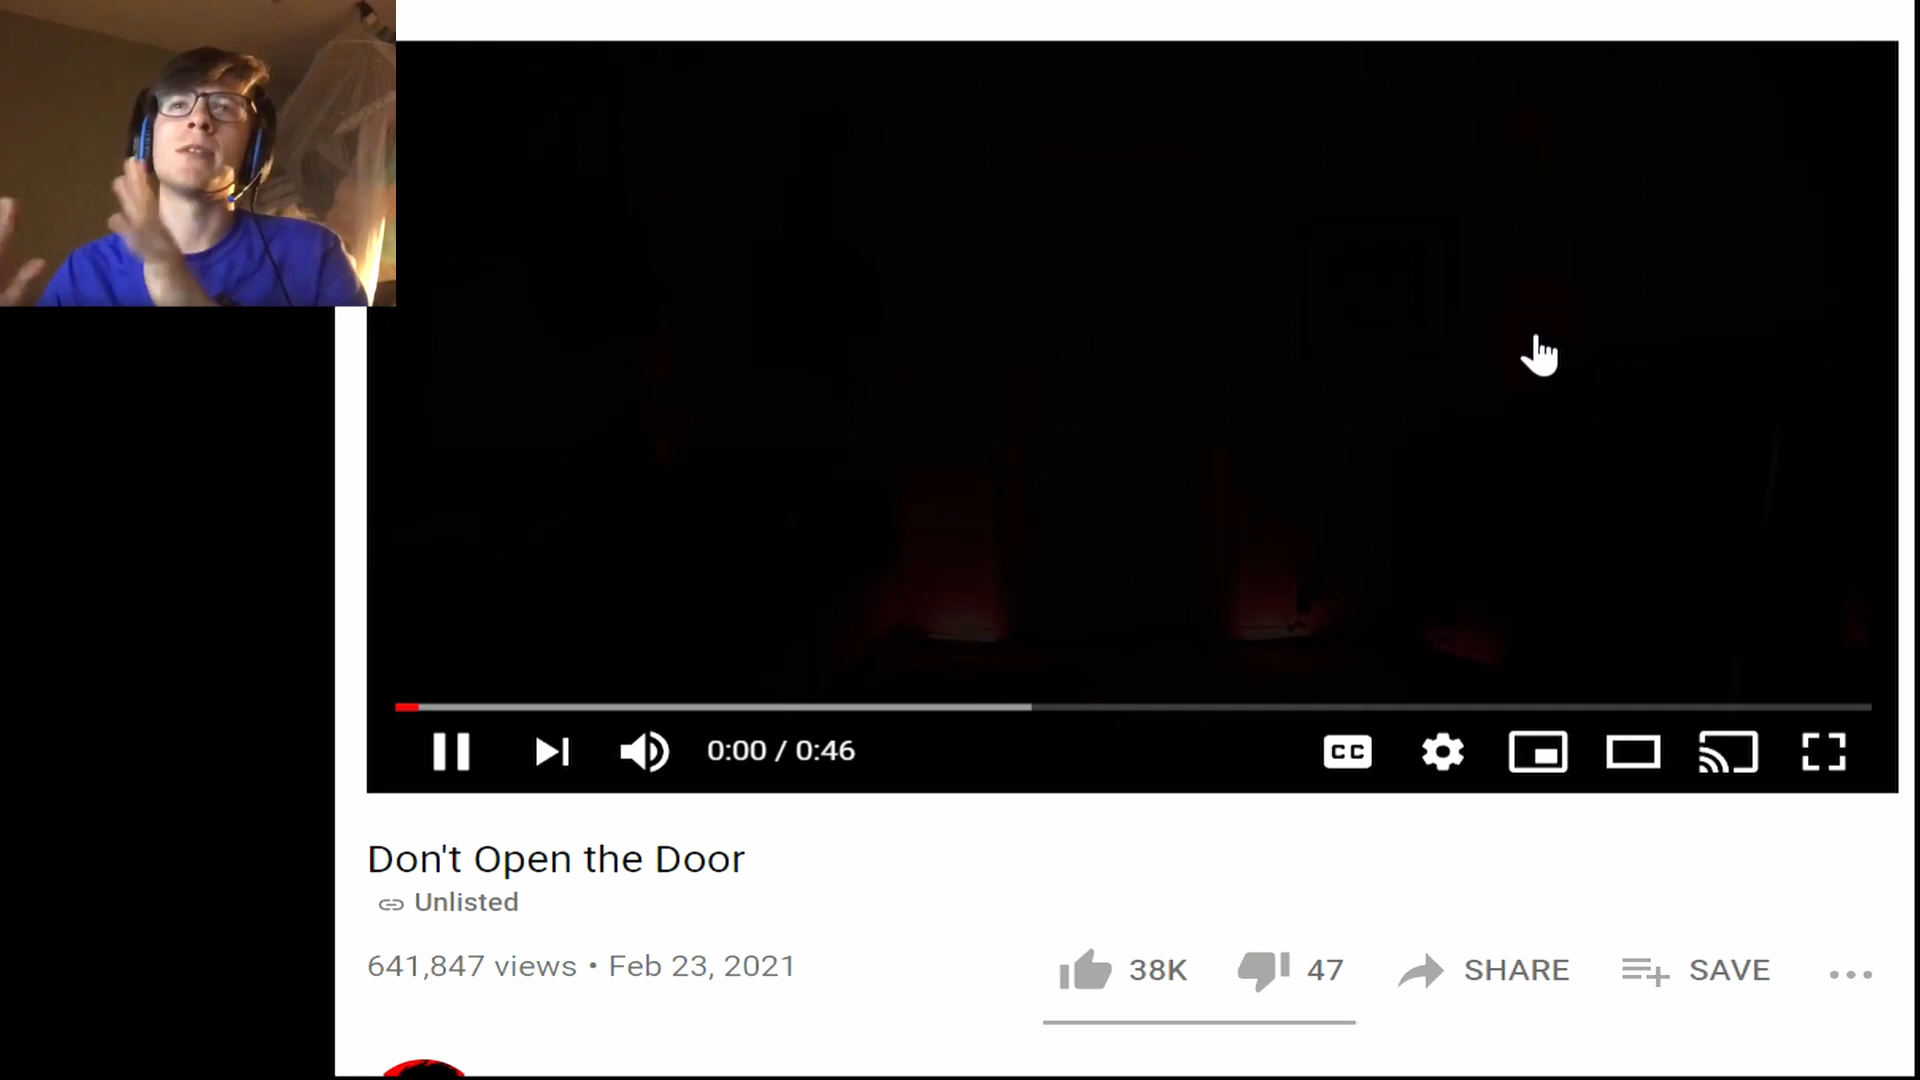 0:00 / 0:46
CC
Don't Open the Door
Unlisted
641,847 views • Feb 23, 2021
38K
47
SHARE
SAVE